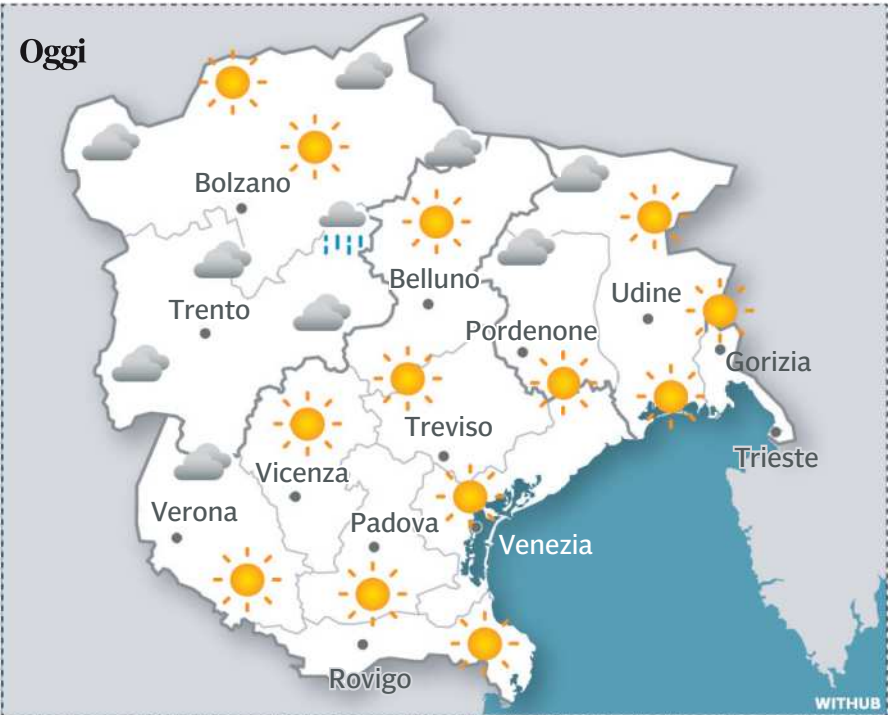 Oggi
Bolzano
Belluno
Trento
Udine
Pordenone
Gorizia
Treviso
Trieste
Vicenza
Verona
Padova
Venezia
Rovigo
WITHUB